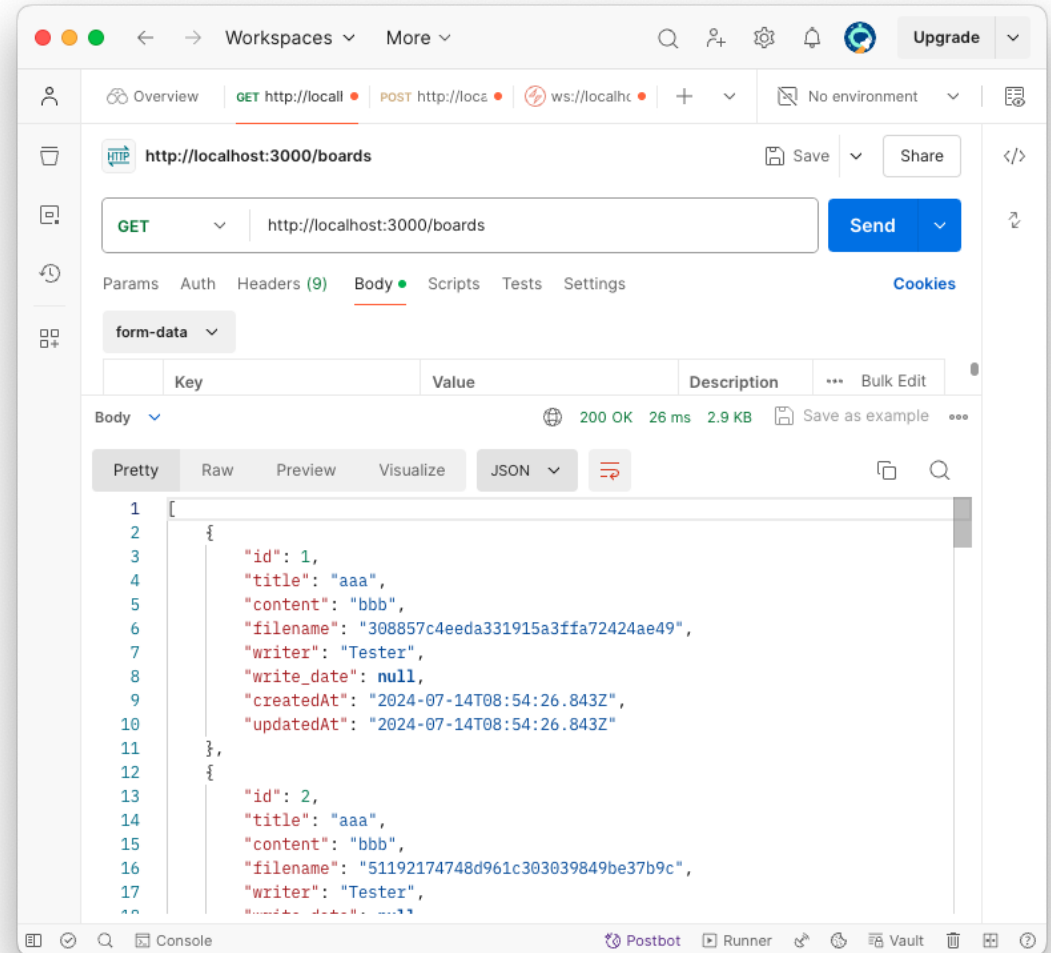 Workspaces More Upgrade
Overview GET http://locall POST http://loca ws://localhc No environment
HTTP http://localhost:3000/boards Save Share </>
GET http://localhost:3000/boards Send
Params Auth Headers (9) Body Scripts Tests Settings Cookies
form-data
Key Value Description ••• Bulk Edit
Body 200 OK 26 ms 2.9 KB Save as example
Pretty Raw Preview Visualize JSON
1 [
2 {
3 "id": 1,
4 "title": "aaa",
5 "content": "bbb",
6 "filename": "308857c4eeda331915a3ffa72424ae49",
7 "writer": "Tester",
8 "write_date": null,
9 "createdAt": "2024-07-14T08:54:26.843Z",
10 "updatedAt": "2024-07-14T08:54:26.843Z"
11 },
12 {
13 "id": 2,
14 "title": "aaa",
15 "content": "bbb",
16 "filename": "51192174748d961c303039849be37b9c",
17 "writer": "Tester",
Console Postbot Runner Vault